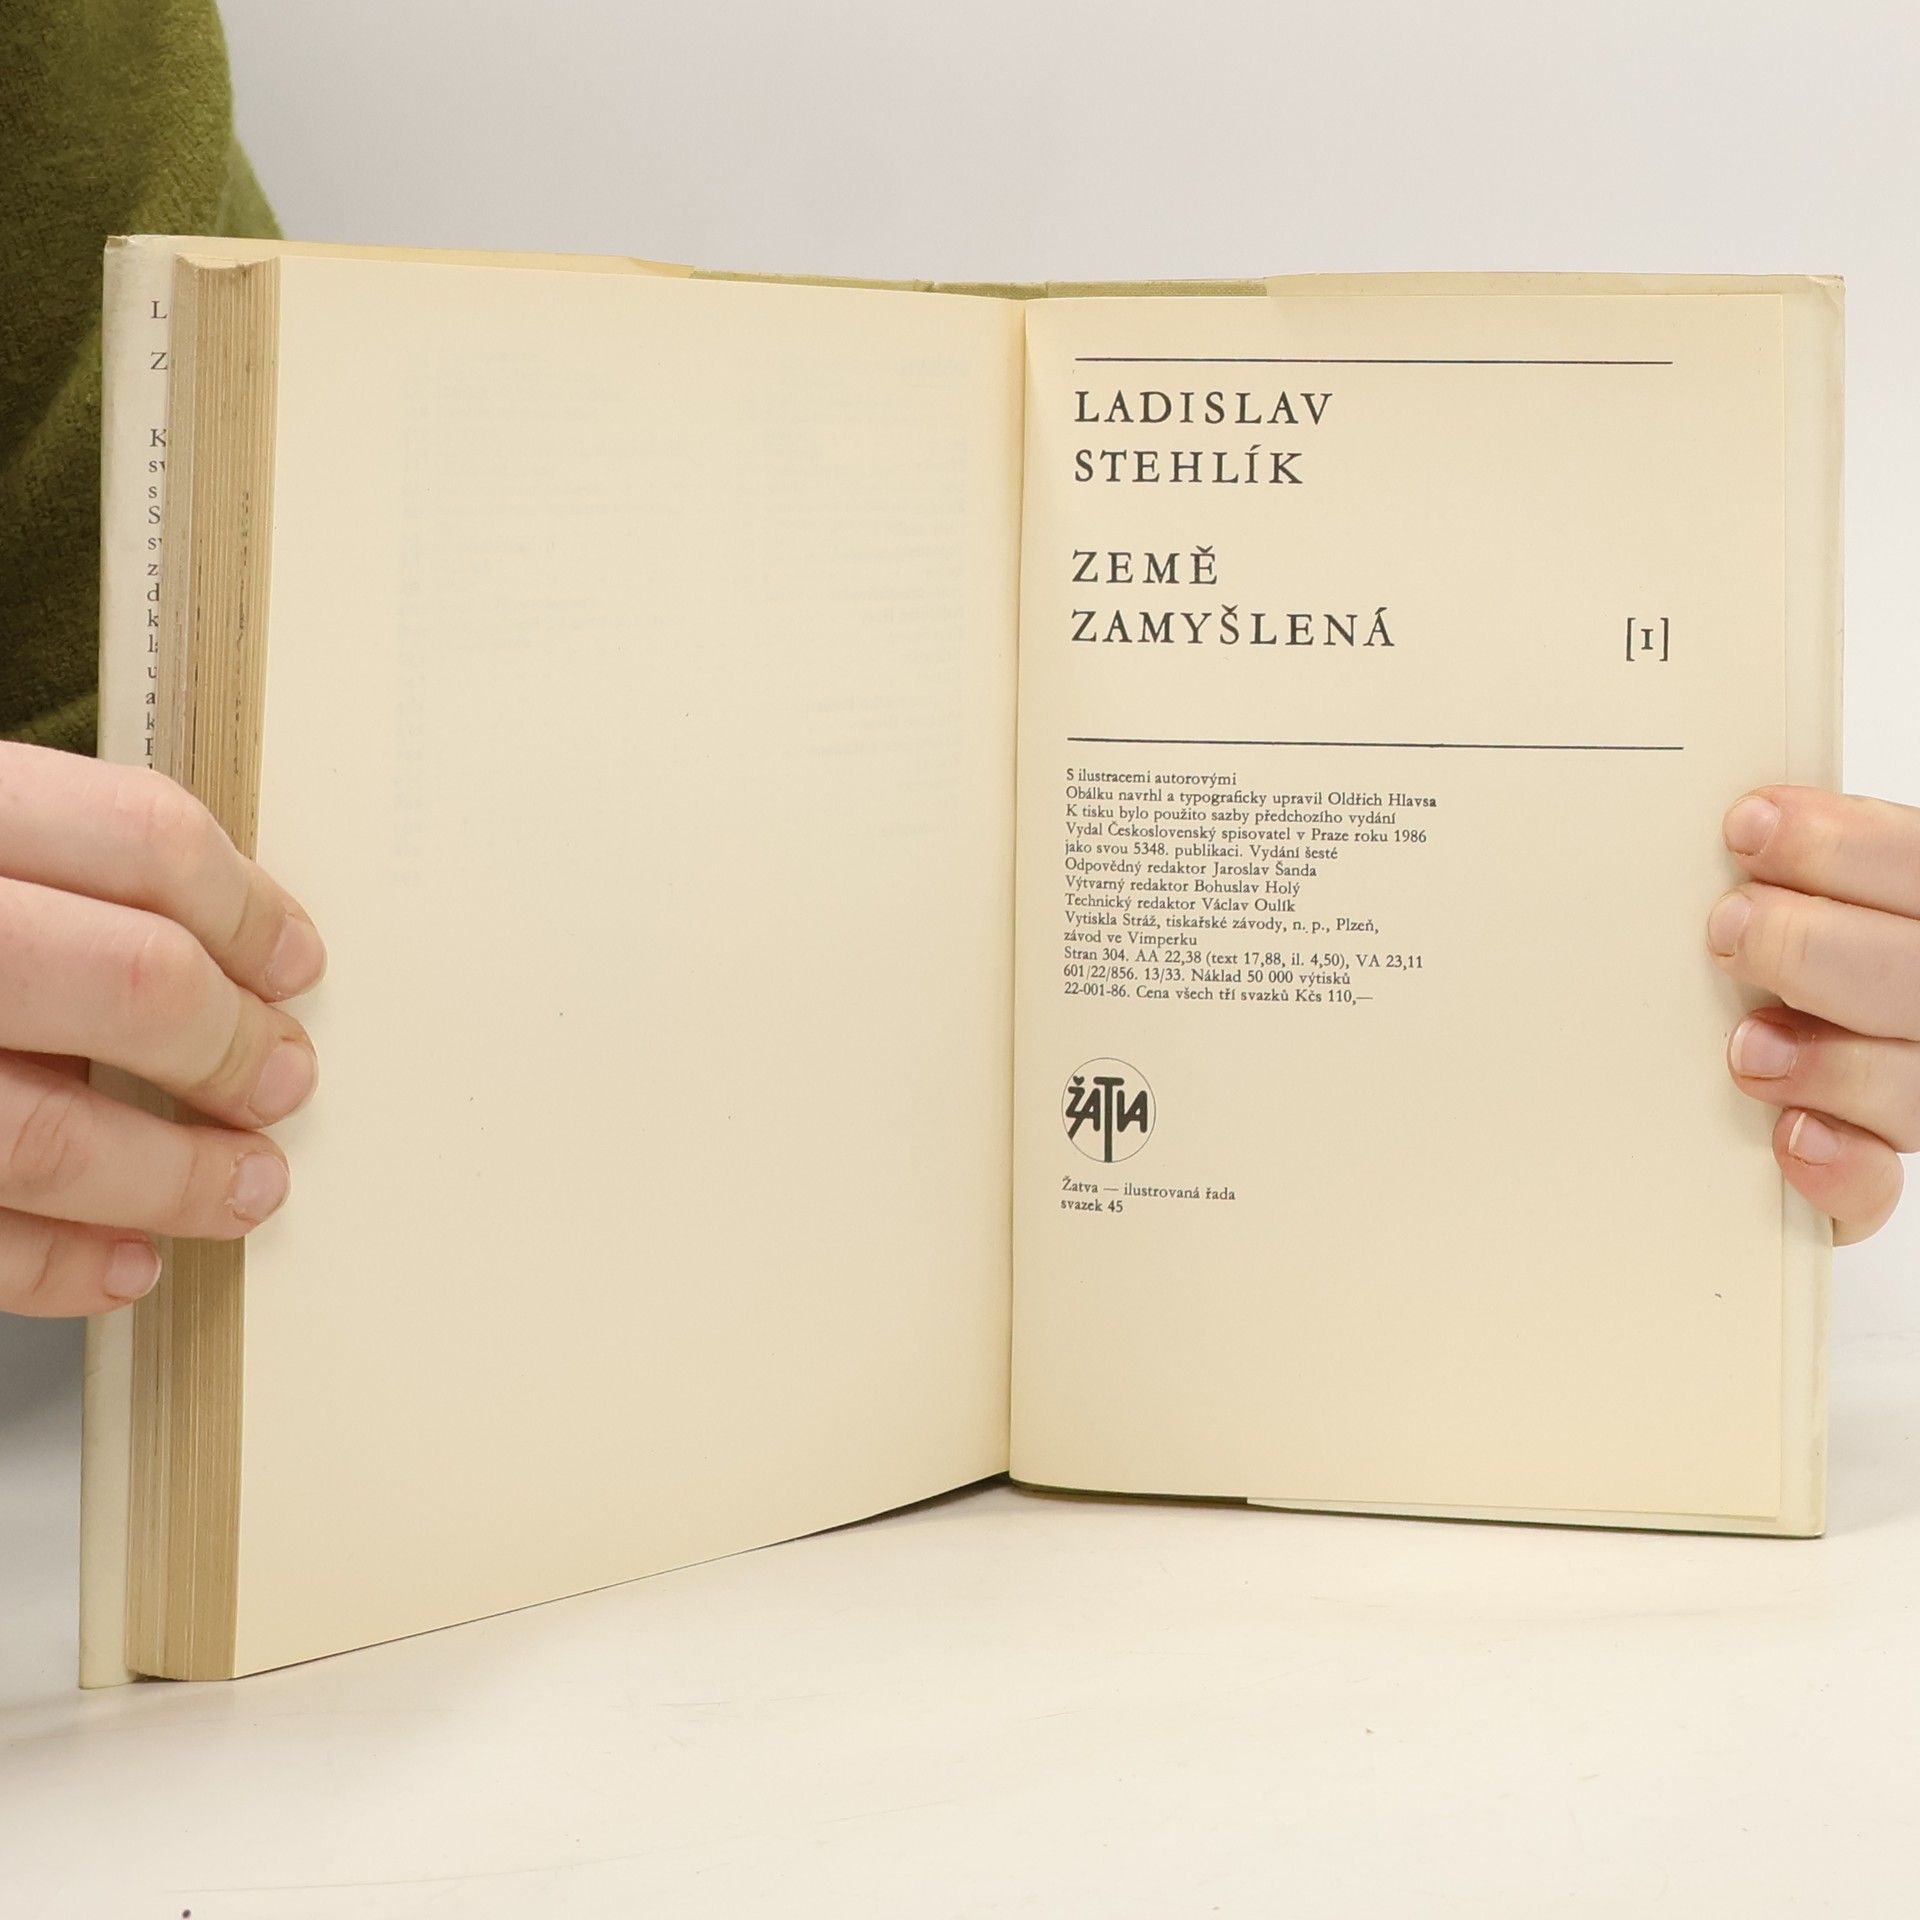 LADISLAV
STEHLÍK
ZEMĚ
ZAMYŠLENÁ [1]
S ilustracemi autorovými
Obálku navrhl a typograficky upravil Oldřich Hlavsa
K tisku bylo použito sazby předchozího vydání
Vydal Československý spisovatel v Praze roku 1986
jako svou 5348. publikaci. Vydání šesté
Odpovědný redaktor Jaroslav Šanda
Výtvarný redaktor Bohuslav Holý
Technický redaktor Václav Oulík
Vytiskla Stráž, tiskařské závody, n. p., Plzeň,
závod ve Vimperku
Stran 304. AA 22,38 (text 17,88, il. 4,50), VA 23,11
601/22/856. 13/33. Náklad 50 000 výtisků
22-001-86. Cena všech tří svazků Kčs 110,—
ŽATVA
Žatva — ilustrovaná řada
svazek 45